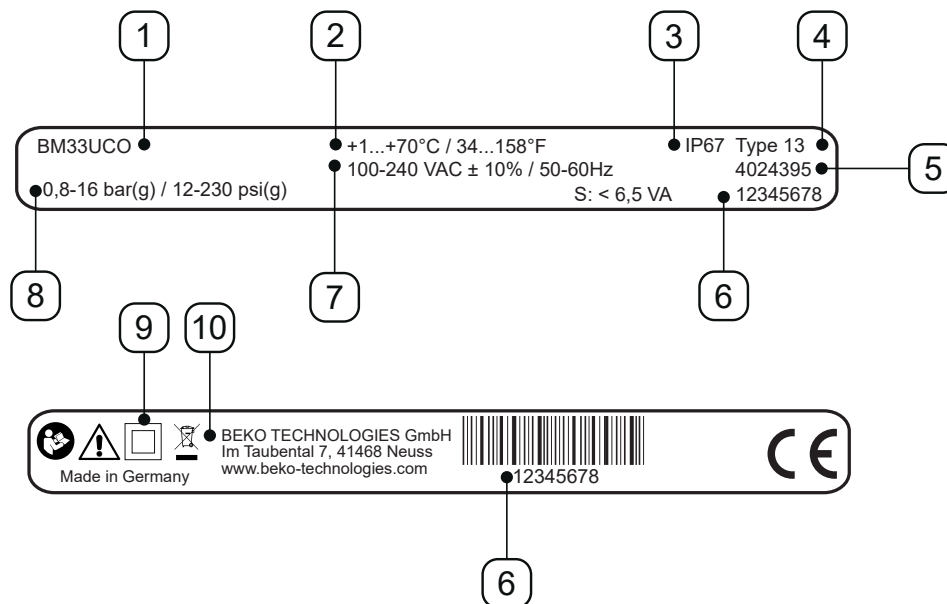 1 2 3 4
BM33UCO +1...+70°C / 34...158°F IP67 Type 13
100-240 VAC ± 10% / 50-60Hz 4024395 5
0,8-16 bar(g) / 12-230 psi(g) S: < 6,5 VA 12345678
8 7 6
9 10
BEKO TECHNOLOGIES GmbH
Im Taubental 7, 41468 Neuss
Made in Germany www.beko-technologies.com
12345678
CE
6